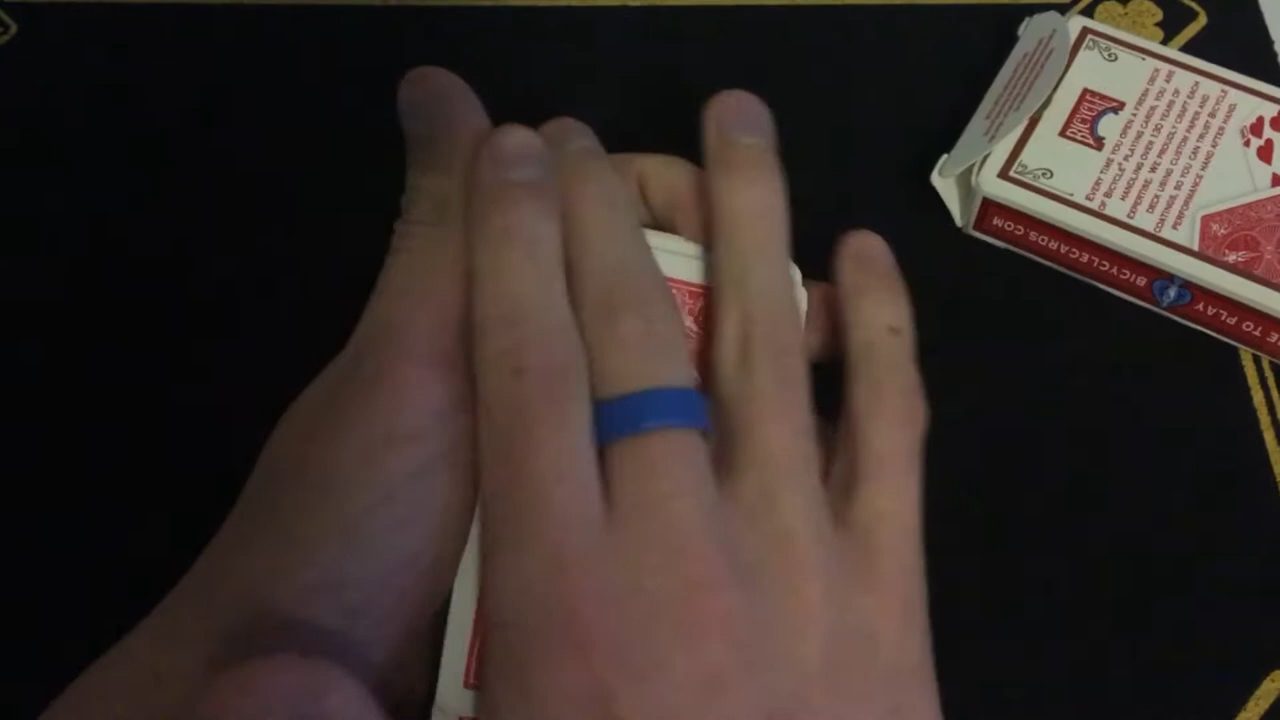 BICYCLE
EVERY TIME YOU OPEN A FRESH DECK
OF BICYCLE® PLAYING CARDS, YOU ARE
HANDLING OVER 130 YEARS OF
EXPERTISE. WE PROUDLY CRAFT EACH
DECK USING CUSTOM PAPER AND
COATINGS, SO YOU CAN TRUST BICYCLE
PERFORMANCE HAND AFTER HAND.
E TO PLAY BICYCLECARDS.COM